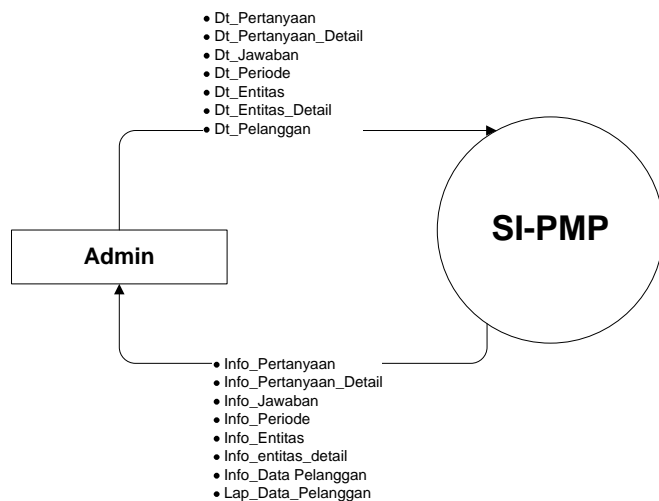 • Dt_Pertanyaan
• Dt_Pertanyaan_Detail
• Dt_Jawaban
• Dt_Periode
• Dt_Entitas
• Dt_Entitas_Detail
• Dt_Pelanggan
SI-PMP
Admin
• Info_Pertanyaan
• Info_Pertanyaan_Detail
• Info_Jawaban
• Info_Periode
• Info_Entitas
• Info_entitas_detail
• Info_Data Pelanggan
• Lap_Data_Pelanggan